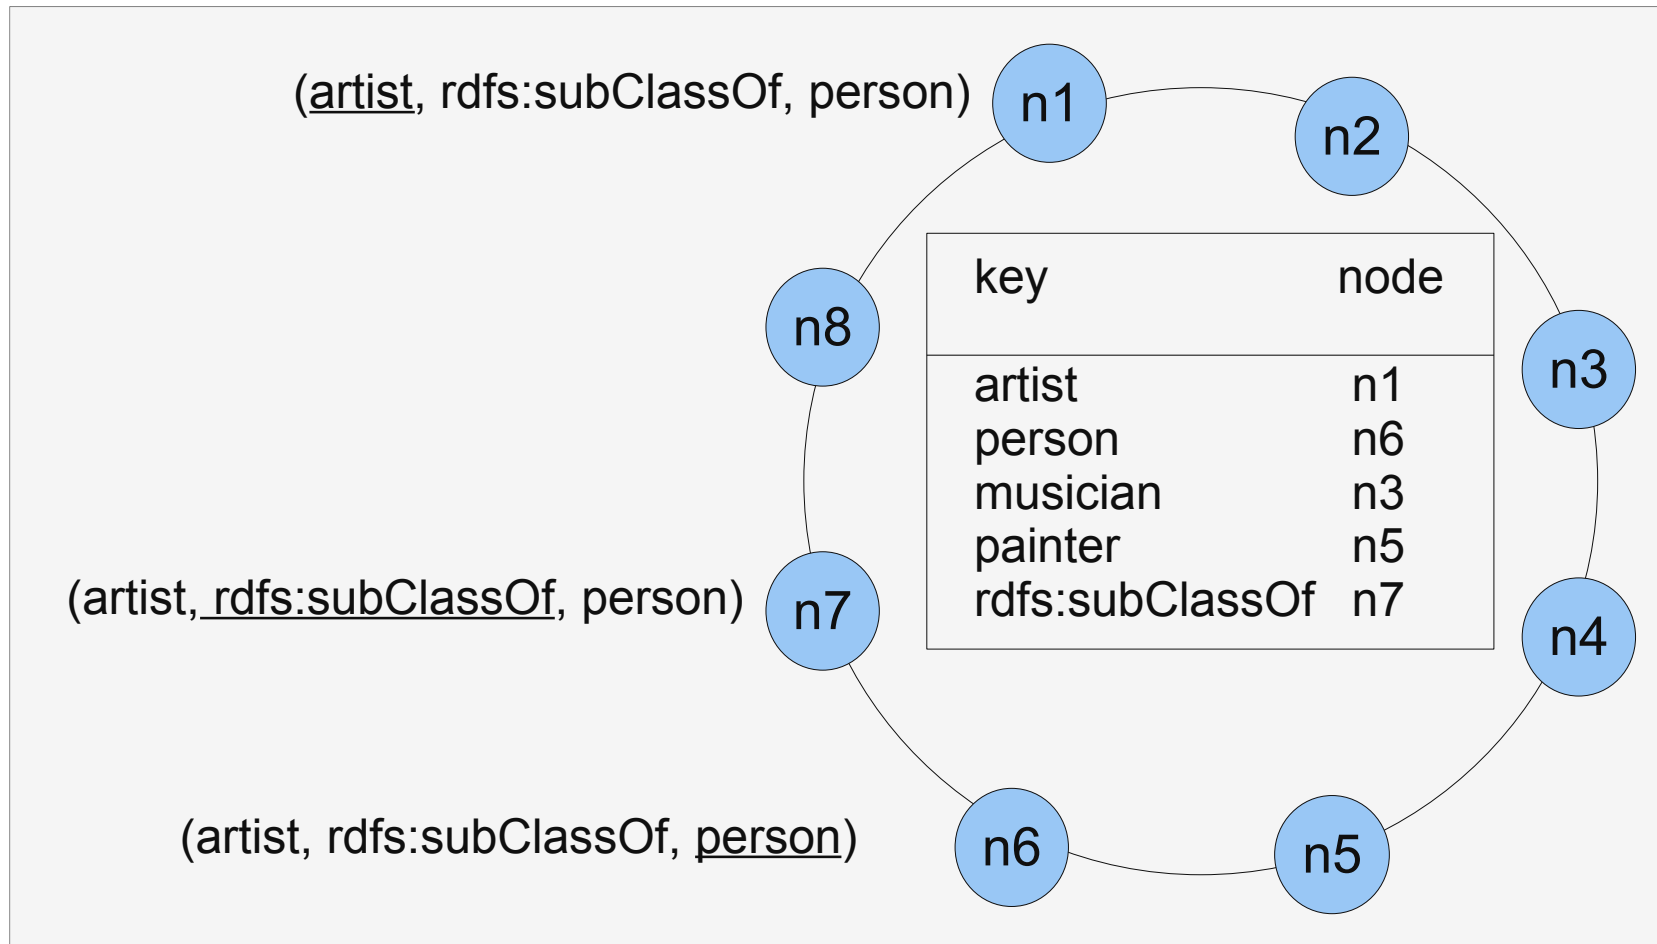 (artist, rdfs:subClassOf, person)
n1
n2
n8
n3
key node
artist n1
person n6
musician n3
painter n5
rdfs:subClassOf n7
(artist, rdfs:subClassOf, person)
n7
n4
(artist, rdfs:subClassOf, person)
n6
n5